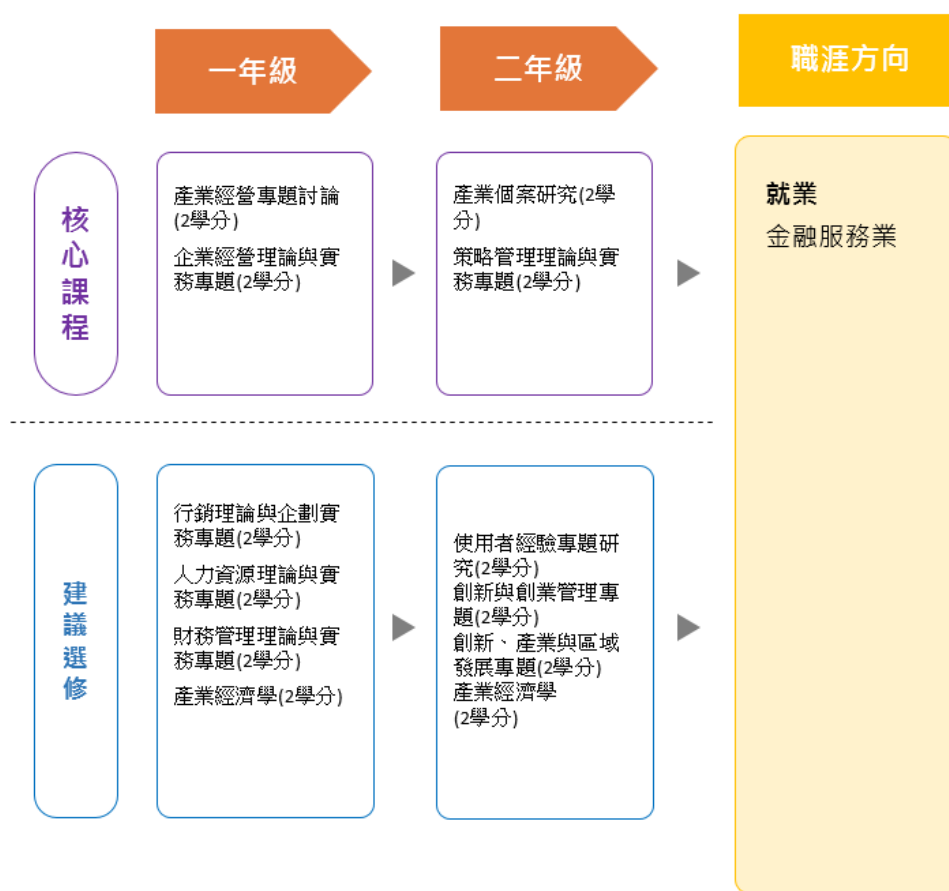 一年級
二年級
職涯方向
核心課程
產業經營專題討論
(2學分)
企業經營理論與實
務專題(2學分)
產業個案研究(2學
分)
策略管理理論與實
務專題(2學分)
就業
金融服務業
建議選修
行銷理論與企劃實
務專題(2學分)
人力資源理論與實
務專題(2學分)
財務管理理論與實
務專題(2學分)
產業經濟學(2學分)
使用者經驗專題研
究(2學分)
創新與創業管理專
題(2學分)
創新、產業與區域
發展專題(2學分)
產業經濟學
(2學分)